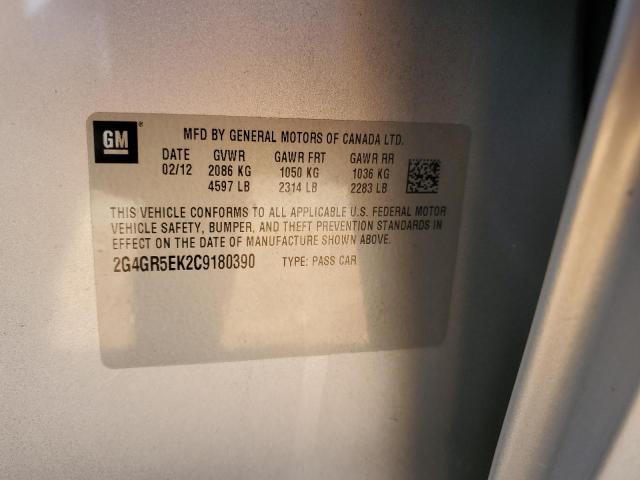 GM ®
MFD BY GENERAL MOTORS OF CANADA LTD.
DATE GVWR GAWR FRT GAWR RR
02/12 2086 KG 1050 KG 1036 KG
4597 LB 2314 LB 2283 LB
THIS VEHICLE CONFORMS TO ALL APPLICABLE U.S. FEDERAL MOTOR
VEHICLE SAFETY, BUMPER, AND THEFT PREVENTION STANDARDS IN
EFFECT ON THE DATE OF MANUFACTURE SHOWN ABOVE.
2G4GR5EK2C9180390 TYPE: PASS CAR